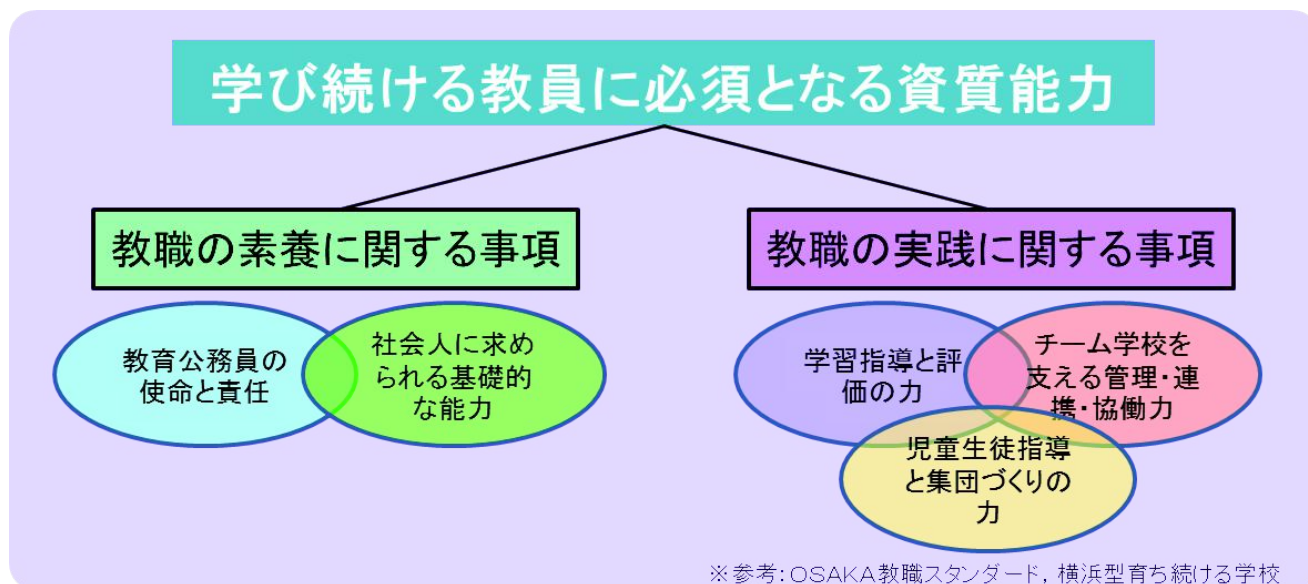 学び続ける教員に必須となる資質能力
教職の素養に関する事項
教育公務員の
使命と責任
社会人に求め
られる基礎的
な能力
教職の実践に関する事項
学習指導と評
価の力
チーム学校を
支える管理・連
携・協働力
児童生徒指導
と集団づくりの
力
※参考：ＯＳＡＫＡ教職スタンダード，横浜型育ち続ける学校